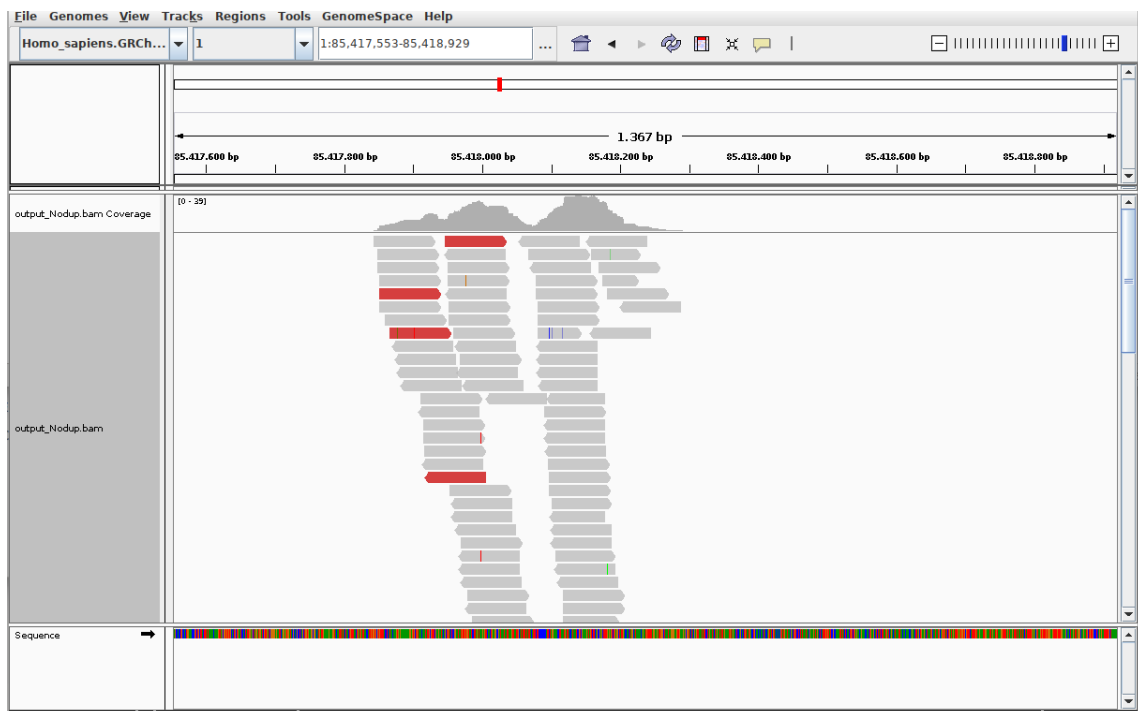 File Genomes View Tracks Regions Tools GenomeSpace Help
Homo_sapiens.GRCh... 1 1:85,417,553-85,418,929 ...
1.367 bp
85.417.600 bp 85.417.800 bp 85.418.000 bp 85.418.200 bp 85.418.400 bp 85.418.600 bp 85.418.800 bp
[0 - 39]
output_Nodup.bam Coverage
output_Nodup.bam
Sequence